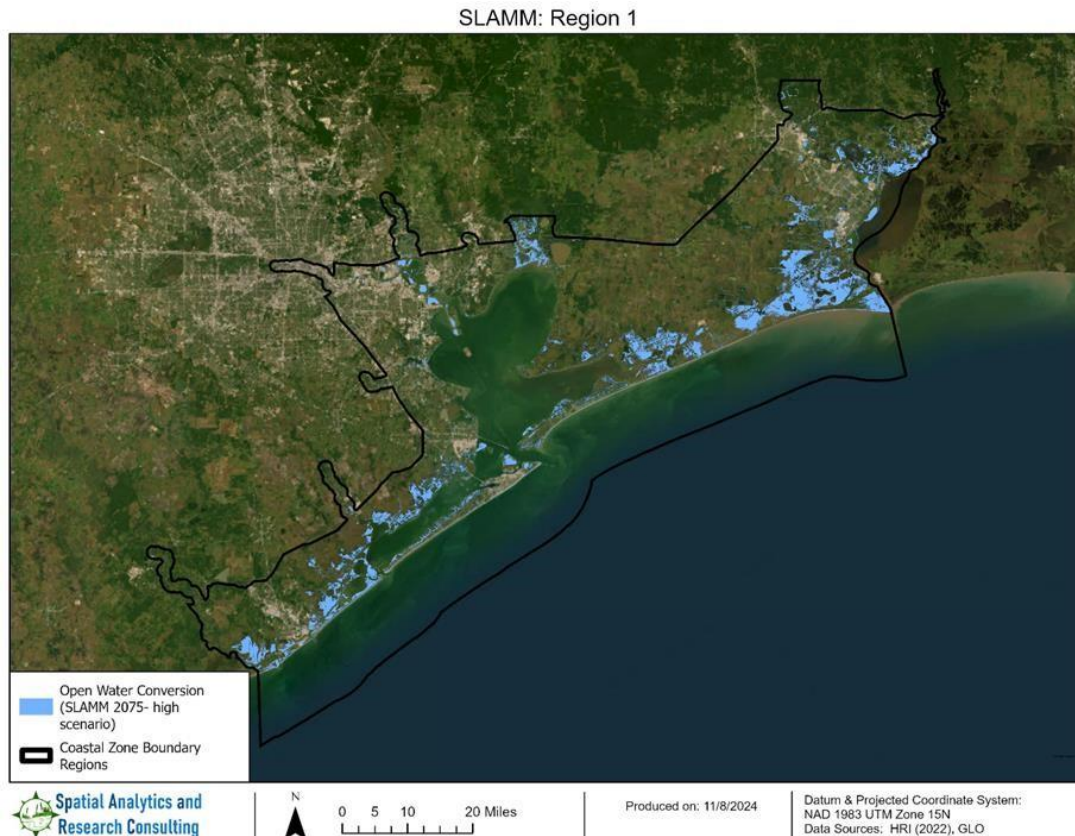 SLAMM: Region 1
Open Water Conversion
(SLAMM 2075- high
scenario)
Coastal Zone Boundary
Regions
Spatial Analytics and
Research Consulting
N
0 5 10 20 Miles
Produced on: 11/8/2024
Datum & Projected Coordinate System:
NAD 1983 UTM Zone 15N
Data Sources: HRI (2022), GLO